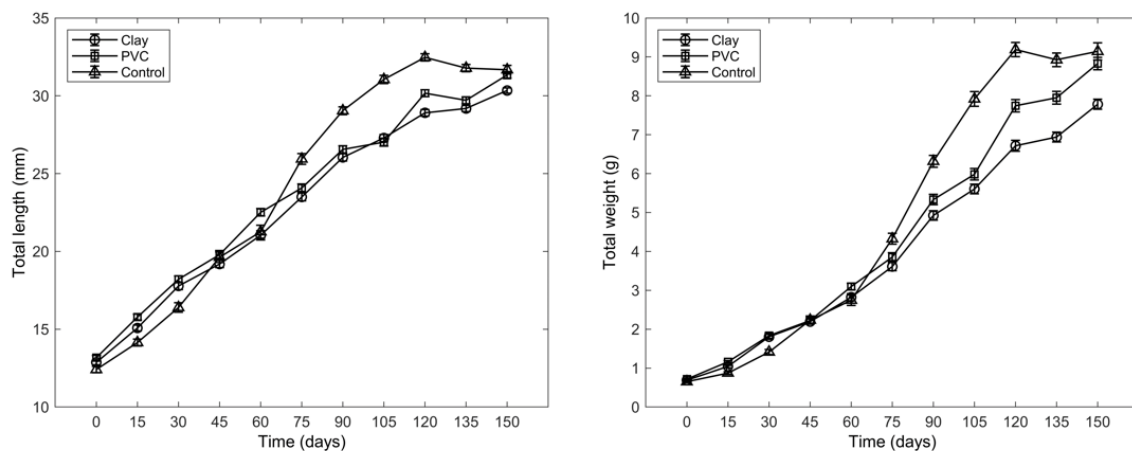 35
30
25
20
15
10
Total length (mm)
Clay
PVC
Control
0 15 30 45 60 75 90 105 120 135 150
Time (days)
10
9
8
7
6
5
4
3
2
1
0
Total weight (g)
Clay
PVC
Control
0 15 30 45 60 75 90 105 120 135 150
Time (days)